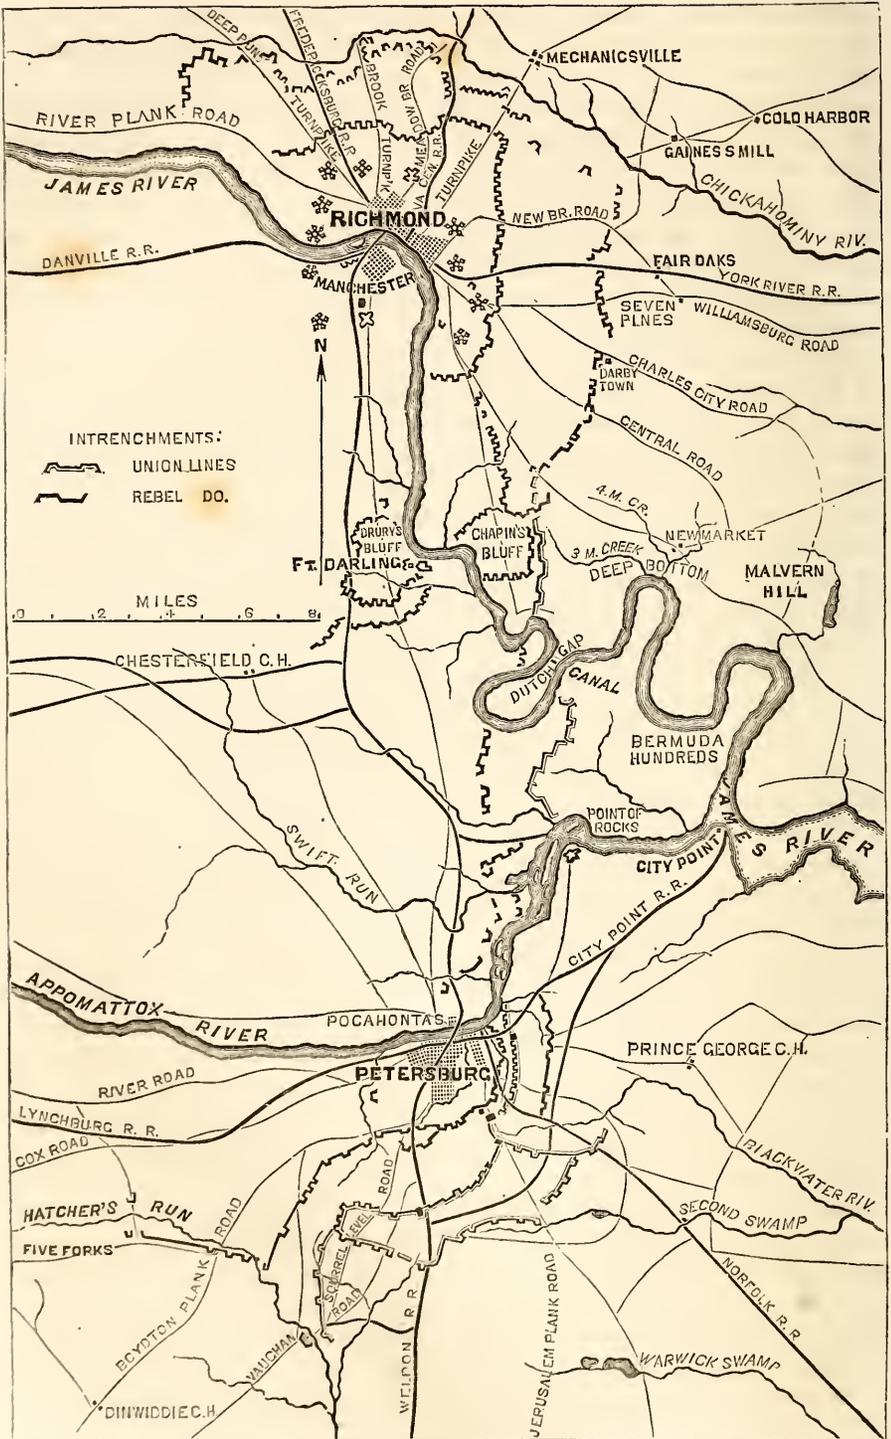 DEEP RUN
TURNPIKE
FREDERICKSBURG R.R
BROOK
TURNP'K
MEADOW BR ROAD
VA CEN. R.R.
TURNPIKE
MECHANICSVILLE
COLD HARBOR
GAINES S MILL
CHICKAHOMINY RIV.
RIVER PLANK ROAD
JAMES RIVER
RICHMOND
NEW BR. ROAD
DANVILLE R.R.
MANCHESTER
FAIR OAKS
YORK RIVER R.R.
SEVEN
PINES
WILLIAMSBURG ROAD
N
DARBY
TOWN
CHARLES CITY ROAD
CENTRAL ROAD
INTRENCHMENTS:
UNION LINES
REBEL DO.
4. M. CR.
DRURY'S
BLUFF
CHAPIN'S
BLUFF
NEWMARKET
3 M. CREEK
DEEP BOTTOM
FT. DARLING
MALVERN
HILL
MILES
0 2 4 6 8
CHESTERFIELD C.H.
DUTCH GAP
CANAL
BERMUDA
HUNDREDS
POINT OF
ROCKS
JAMES RIVER
CITY POINT
SWIFT RUN
CITY POINT R.R.
APPOMATTOX RIVER
POCAHONTAS
PETERSBURG
PRINCE GEORGE C.H.
RIVER ROAD
LYNCHBURG R. R.
COX ROAD
BLACKWATER RIV.
HATCHER'S RUN
ROAD
SECOND SWAMP
FIVE FORKS
BOYDTON PLANK ROAD
SQUIRREL LEVEL
ROAD
VAUGHAN
WELDON R R
JERUSALEM PLANK ROAD
NORFOLK R.R
WARWICK SWAMP
DINWIDDIE C.H.